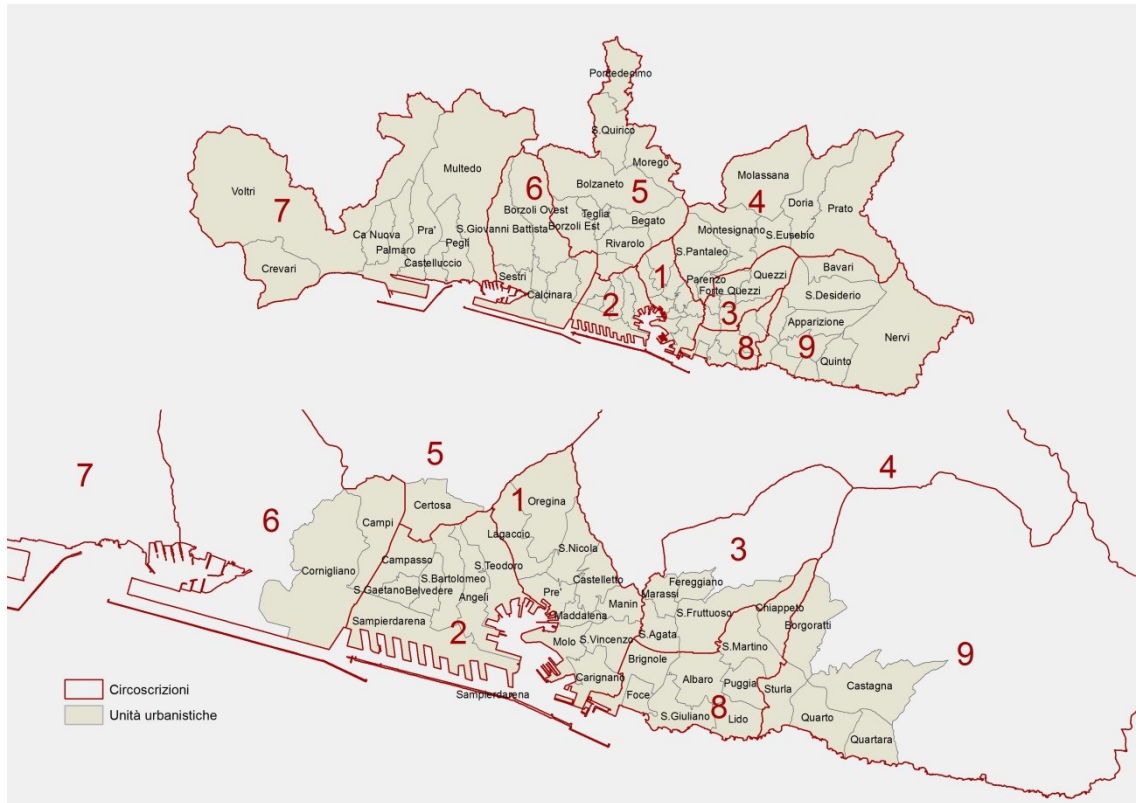 Pontedecimo
S.Quirico
Morego
Molassana
Multedo
Voltri
7
6
Bolzaneto
5
4
Doria
Prato
Borzoli Ovest
Teglia
Begato
Borzoli Est
S.Giovanni Battista
Ca Nuova
Pra'
Palmaro
Pegli
Castelluccio
Rivarolo
Montesignano
S.Eusebio
S.Pantaleo
Crevari
Sestri
Calcinara
1
Parenzo
Quezzi
Forte Quezzi
Bavari
S.Desiderio
2
3
Apparizione
8
9
Quinto
Nervi
7
5
4
6
Certosa
1
Oregina
Campi
Lagaccio
S.Nicola
3
Cornigliano
Campasso
S.Teodoro
S.Bartolomeo
S.Gaetano
Belvedere
Angeli
Castelletto
Pre'
Manin
Maddalena
Fereggiano
Marassi
S.Fruttuoso
Chiappeto
Borgoratti
Sampierdarena
2
Molo
S.Vincenzo
S.Agata
S.Martino
Brignole
9
Carignano
Albaro
Puggia
Sturla
Castagna
Sampierdarena
Foce
8
S.Giuliano
Lido
Quarto
Quartara
Circoscrizioni
Unità urbanistiche